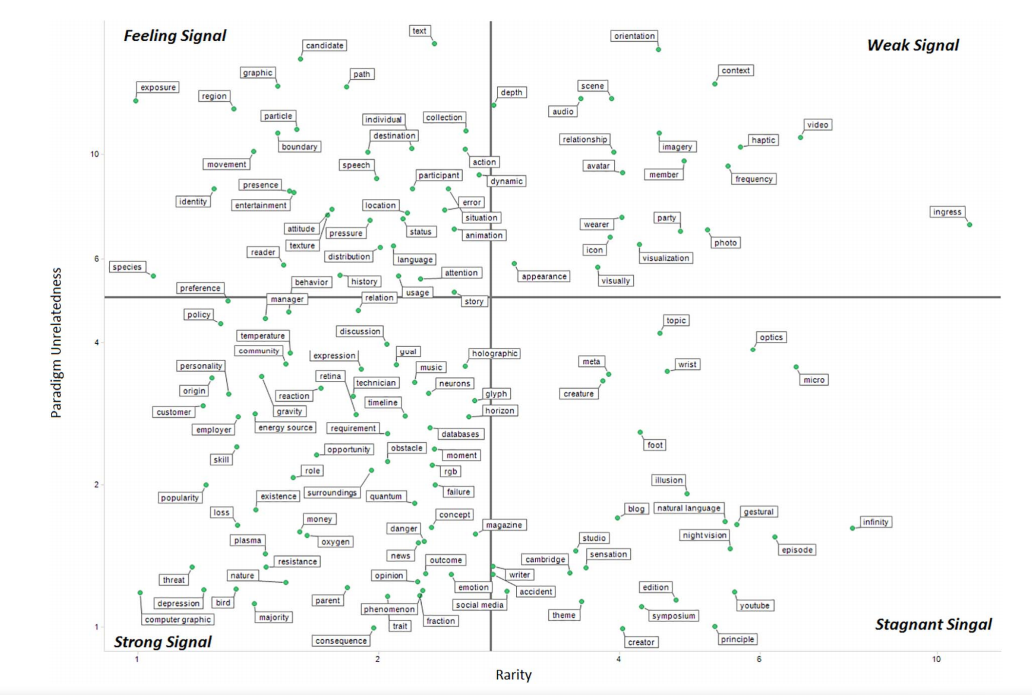 Feeling Signal
text
orientation
Weak Signal
candidate
graphic
path
context
exposure
region
depth
scene
audio
particle
individual
collection
destination
boundary
video
relationship
imagery
haptic
movement
speech
action
avatar
member
frequency
10
presence
participant
dynamic
identity
entertainment
location
error
situation
ingress
attitude
pressure
status
animation
wearer
party
texture
icon
photo
reader
distribution
language
visualization
6
species
behavior
history
attention
appearance
visually
preference
usage
manager
relation
story
policy
discussion
topic
temperature
optics
4
community
expression
goal
holographic
meta
wrist
personality
retina
technician
music
neurons
micro
origin
reaction
glyph
creature
customer
gravity
timeline
horizon
employer
energy source
requirement
databases
foot
skill
opportunity
obstacle
moment
role
rgb
illusion
2
popularity
existence
surroundings
quantum
failure
loss
money
concept
magazine
blog
natural language
gestural
infinity
plasma
oxygen
danger
studio
night vision
episode
news
cambridge
sensation
resistance
outcome
threat
nature
opinion
writer
emotion
accident
edition
depression
bird
parent
phenomenon
social media
theme
symposium
youtube
computer graphic
majority
trait
fraction
1
Strong Signal
consequence
creator
principle
Stagnant Singal
1
2
4
6
10
Rarity
Paradigm Unrelatedness